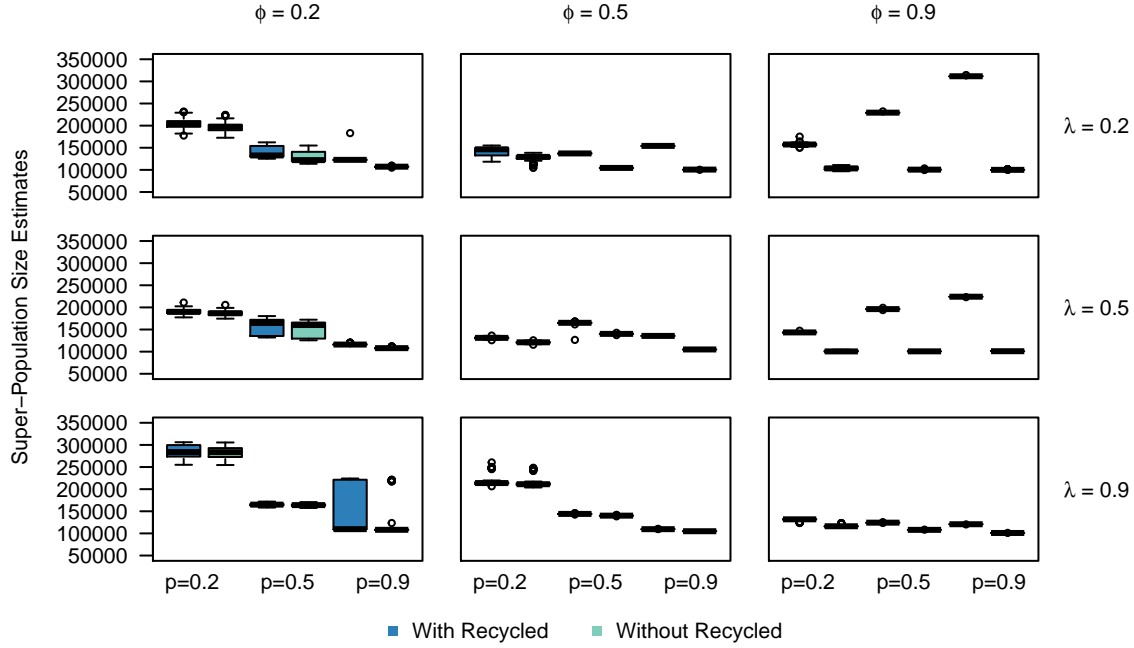 ϕ = 0.2
ϕ = 0.5
ϕ = 0.9
Super−Population Size Estimates
350000
300000
250000
200000
150000
100000
50000
λ = 0.2
350000
300000
250000
200000
150000
100000
50000
λ = 0.5
350000
300000
250000
200000
150000
100000
50000
λ = 0.9
p=0.2 p=0.5 p=0.9
p=0.2 p=0.5 p=0.9
p=0.2 p=0.5 p=0.9
With Recycled
Without Recycled